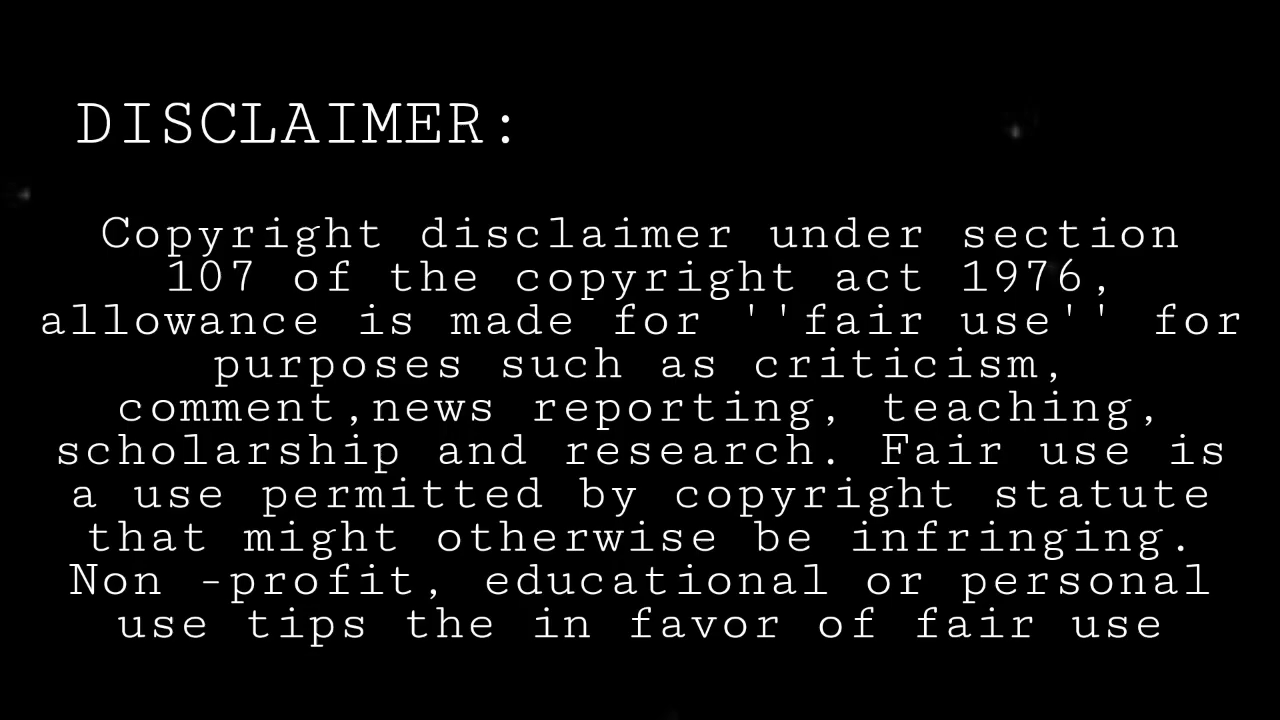 DISCLAIMER:
Copyright disclaimer under section
107 of the copyright act 1976,
allowance is made for ''fair use'' for
purposes such as criticism,
comment,news reporting, teaching,
scholarship and research. Fair use is
a use permitted by copyright statute
that might otherwise be infringing.
Non -profit, educational or personal
use tips the in favor of fair use